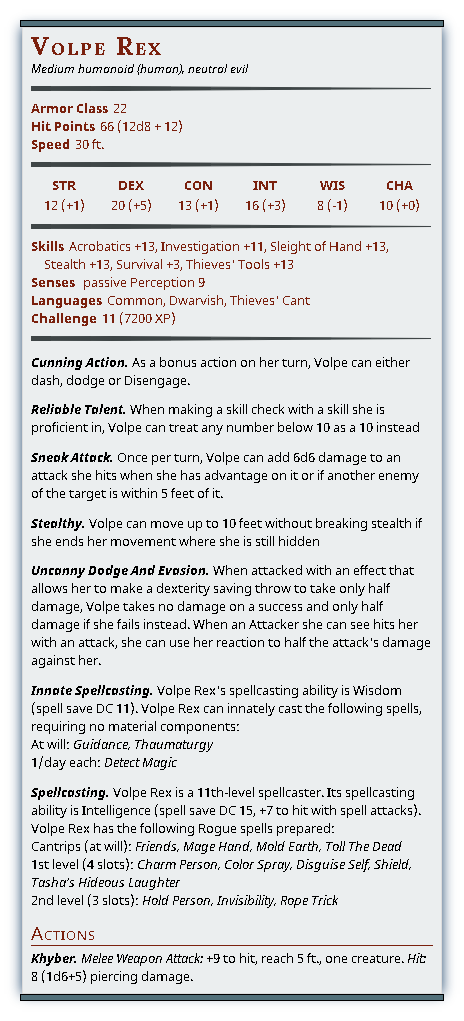 Volpe Rex
Medium humanoid (human), neutral evil
Armor Class 22
Hit Points 66 (12d8 + 12)
Speed 30 ft.
STR DEX CON INT WIS CHA
12 (+1) 20 (+5) 13 (+1) 16 (+3) 8 (-1) 10 (+0)
Skills Acrobatics +13, Investigation +11, Sleight of Hand +13,
Stealth +13, Survival +3, Thieves' Tools +13
Senses passive Perception 9
Languages Common, Dwarvish, Thieves' Cant
Challenge 11 (7200 XP)
Cunning Action. As a bonus action on her turn, Volpe can either
dash, dodge or Disengage.
Reliable Talent. When making a skill check with a skill she is
proficient in, Volpe can treat any number below 10 as a 10 instead
Sneak Attack. Once per turn, Volpe can add 6d6 damage to an
attack she hits when she has advantage on it or if another enemy
of the target is within 5 feet of it.
Stealthy. Volpe can move up to 10 feet without breaking stealth if
she ends her movement where she is still hidden
Uncanny Dodge And Evasion. When attacked with an effect that
allows her to make a dexterity saving throw to take only half
damage, Volpe takes no damage on a success and only half
damage if she fails instead. When an Attacker she can see hits her
with an attack, she can use her reaction to half the attack's damage
against her.
Innate Spellcasting. Volpe Rex's spellcasting ability is Wisdom
(spell save DC 11). Volpe Rex can innately cast the following spells,
requiring no material components:
At will: Guidance, Thaumaturgy
1/day each: Detect Magic
Spellcasting. Volpe Rex is a 11th-level spellcaster. Its spellcasting
ability is Intelligence (spell save DC 15, +7 to hit with spell attacks).
Volpe Rex has the following Rogue spells prepared:
Cantrips (at will): Friends, Mage Hand, Mold Earth, Toll The Dead
1st level (4 slots): Charm Person, Color Spray, Disguise Self, Shield,
Tasha's Hideous Laughter
2nd level (3 slots): Hold Person, Invisibility, Rope Trick
Actions
Khyber. Melee Weapon Attack: +9 to hit, reach 5 ft., one creature. Hit:
8 (1d6+5) piercing damage.